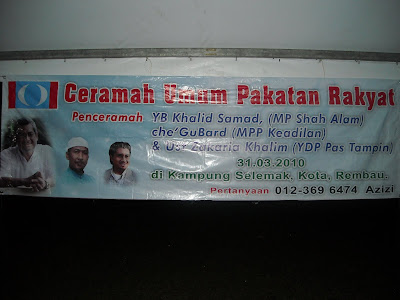 Ceramah Umum Pakatan Rakyat
Penceramah YB Khalid Samad, (MP Shah Alam)
che'GuBard (MPP Keadilan)
& Ust Zakaria Khalim (YDP Pas Tampin)
31.03.2010
di Kampung Selemak, Kota, Rembau.
Pertanyaan 012-369 6474 Azizi